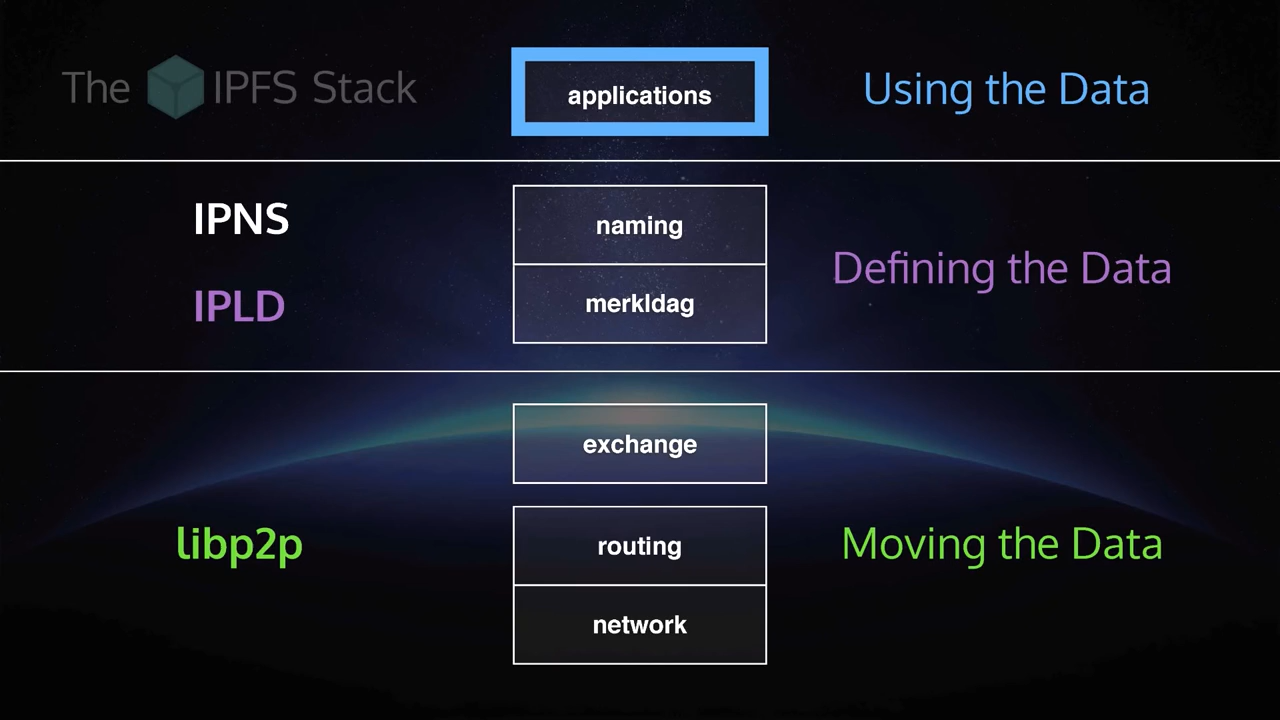 The IPFS Stack
applications
Using the Data
IPNS
naming
Defining the Data
IPLD
merkldag
exchange
libp2p
routing
Moving the Data
network